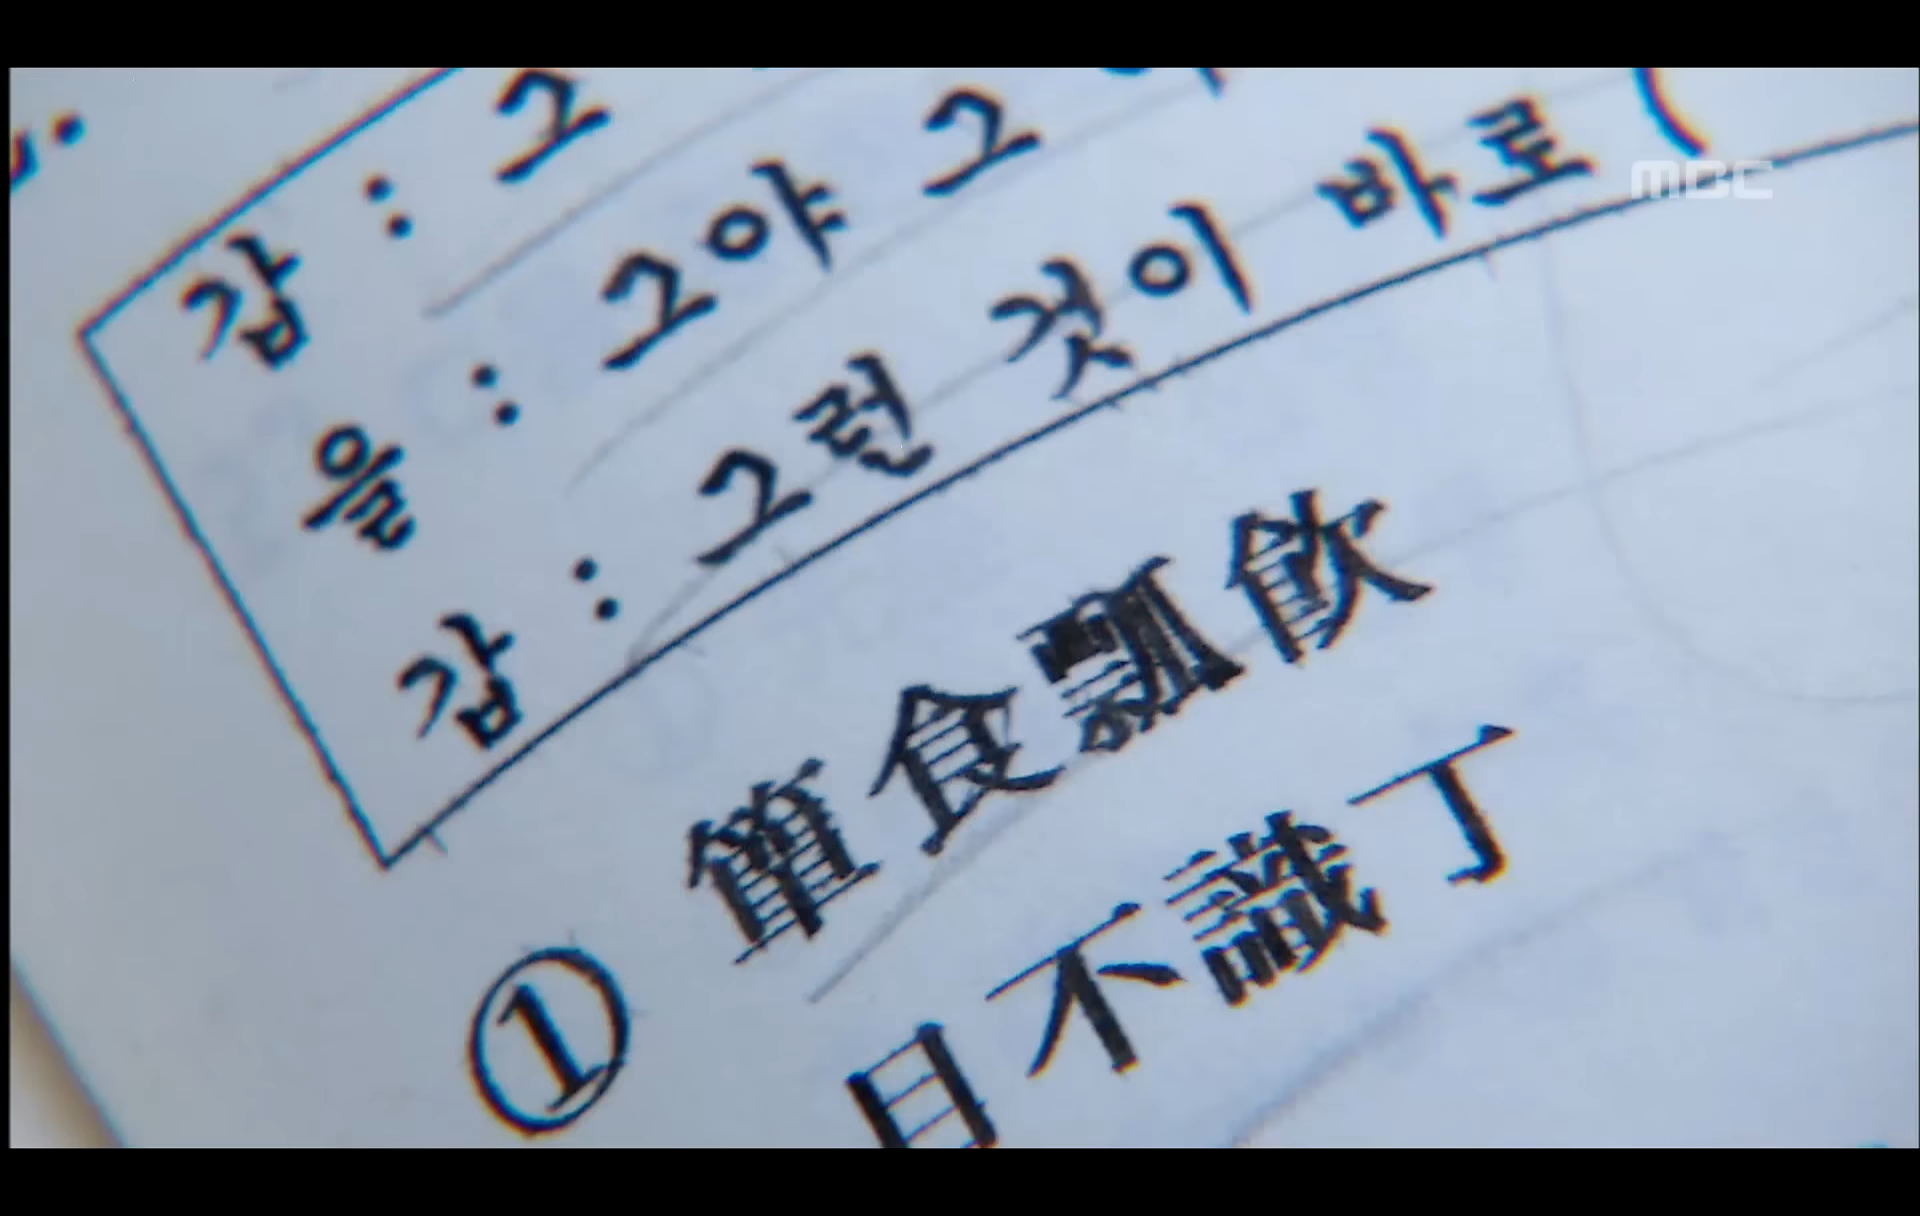 갑 : 그
을 : 그야 그
갑 : 그럴 것이 바로 (
MBC
① 簞食瓢飮
目不識丁